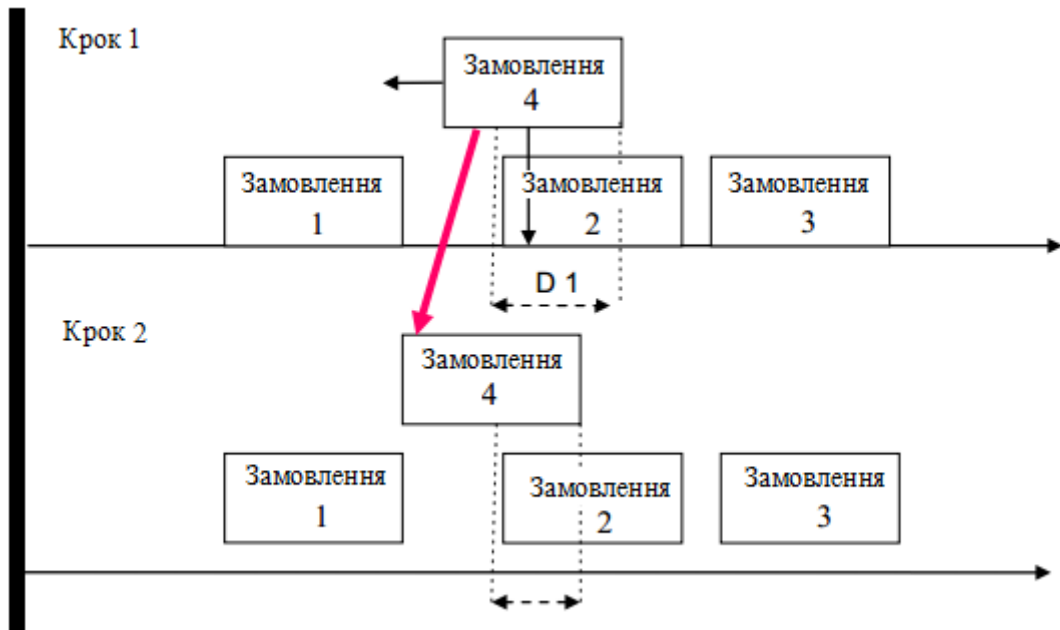 Крок 1
Замовлення
4
Замовлення
1
Замовлення
2
Замовлення
3
D 1
Крок 2
Замовлення
4
Замовлення
1
Замовлення
2
Замовлення
3